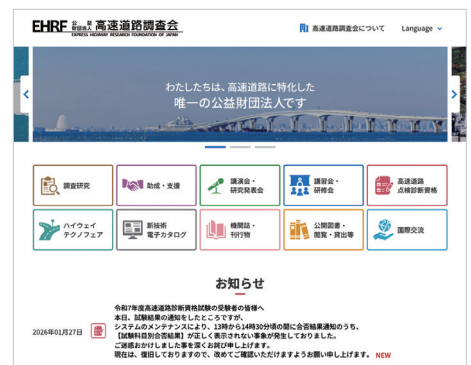 EHRF 公益財団法人 高速道路調査会
EXPRESS HIGHWAY RESEARCH FOUNDATION OF JAPAN
高速道路調査会について Language
わたしたちは、高速道路に特化した
唯一の公益財団法人です
調査研究
助成・支援
講演会・
研究発表会
講習会・
研修会
高速道路
点検診断資格
ハイウェイ
テクノフェア
新技術
電子カタログ
機関誌・
刊行物
公開図書・
閲覧・貸出等
国際交流
お知らせ
2026年01月27日
令和7年度高速道路診断資格試験の受験者の皆様へ
本日、試験結果の通知をしたところですが、
システムのメンテナンスにより、13時から14時30分頃の間に合否結果通知のうち、
【試験科目別合否結果】が正しく表示されない事象が発生しておりました。
ご迷惑おかけしました事を深くお詫び申し上げます。
現在は、復旧しておりますので、改めてご確認いただけますようお願い申し上げます。 NEW